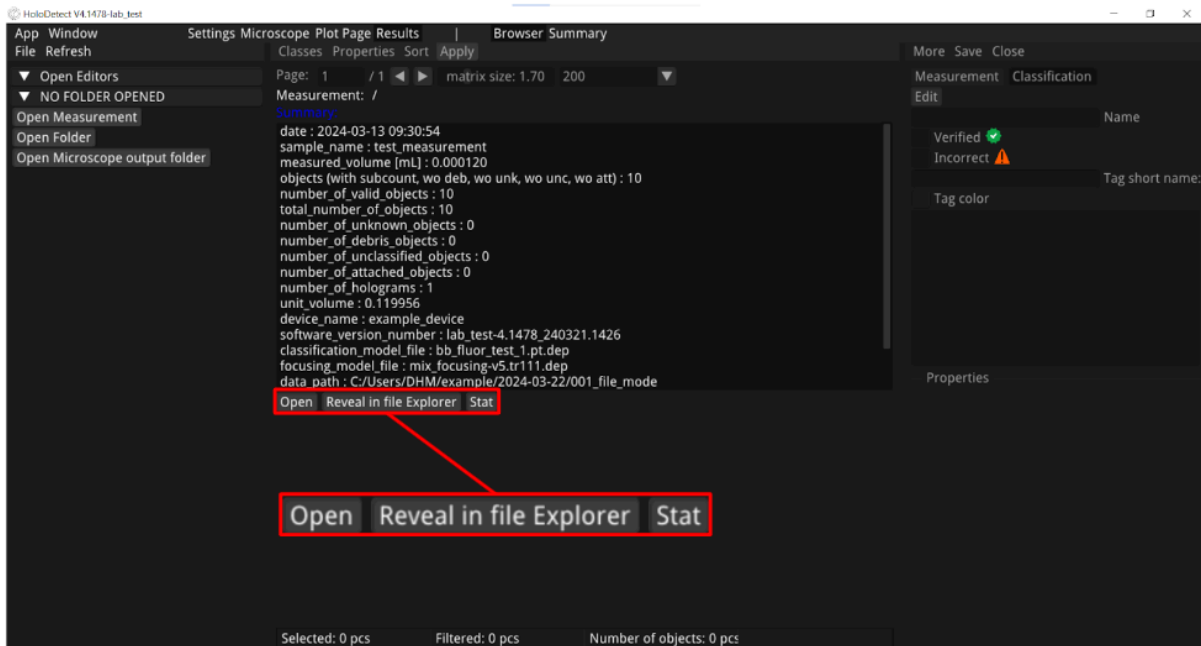 HoloDetect V4.1478-lab_test
App Window Settings Microscope Plot Page Results | Browser Summary
File Refresh
Open Editors
NO FOLDER OPENED
Open Measurement
Open Folder
Open Microscope output folder
Classes Properties Sort Apply
Page: 1 / 1 matrix size: 1.70 200
Measurement: /
Summary:
date : 2024-03-13 09:30:54
sample_name : test_measurement
measured_volume [mL] : 0.000120
objects (with subcount, wo deb, wo unk, wo unc, wo att) : 10
number_of_valid_objects : 10
total_number_of_objects : 10
number_of_unknown_objects : 0
number_of_debris_objects : 0
number_of_unclassified_objects : 0
number_of_attached_objects : 0
number_of_holograms : 1
unit_volume : 0.119956
device_name : example_device
software_version_number : lab_test-4.1478_240321.1426
classification_model_file : bb_fluor_test_1.pt.dep
focusing_model_file : mix_focusing-v5.tr111.dep
data_path : C:/Users/DHM/example/2024-03-22/001_file_mode
Open Reveal in file Explorer Stat
Open Reveal in file Explorer Stat
Selected: 0 pcs Filtered: 0 pcs Number of objects: 0 pcs
More Save Close
Measurement Classification
Edit
Name
Verified
Incorrect
Tag short name:
Tag color
Properties